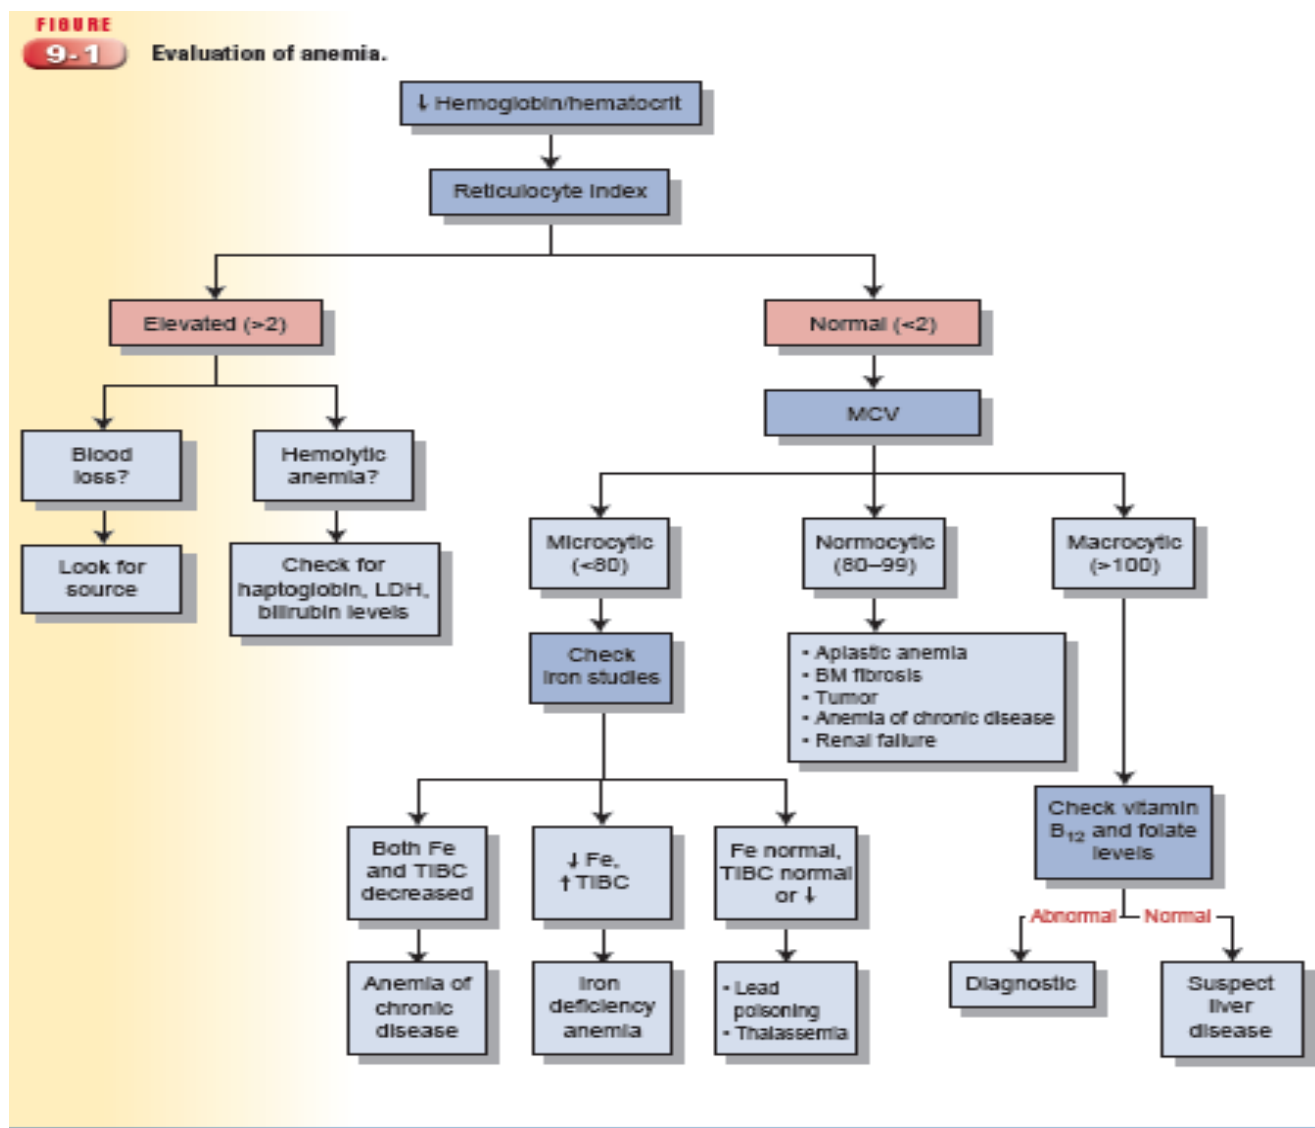 FIGURE
9-1
Evaluation of anemia.
↓ Hemoglobin/hematocrit
Reticulocyte index
Elevated (>2)
Normal (<2)
MCV
Blood
loss?
Hemolytic
anemia?
Look for
source
Check for
haptoglobin, LDH,
bilirubin levels
Microcytic
(<80)
Normocytic
(80–99)
Macrocytic
(>100)
Check
iron studies
• Aplastic anemia
• BM fibrosis
• Tumor
• Anemia of chronic disease
• Renal failure
Check vitamin
B12 and folate
levels
Both Fe
and TIBC
decreased
↓ Fe,
↑ TIBC
Fe normal,
TIBC normal
or ↓
Abnormal
Normal
Anemia of
chronic
disease
Iron
deficiency
anemia
• Lead
poisoning
• Thalassemia
Diagnostic
Suspect
liver
disease